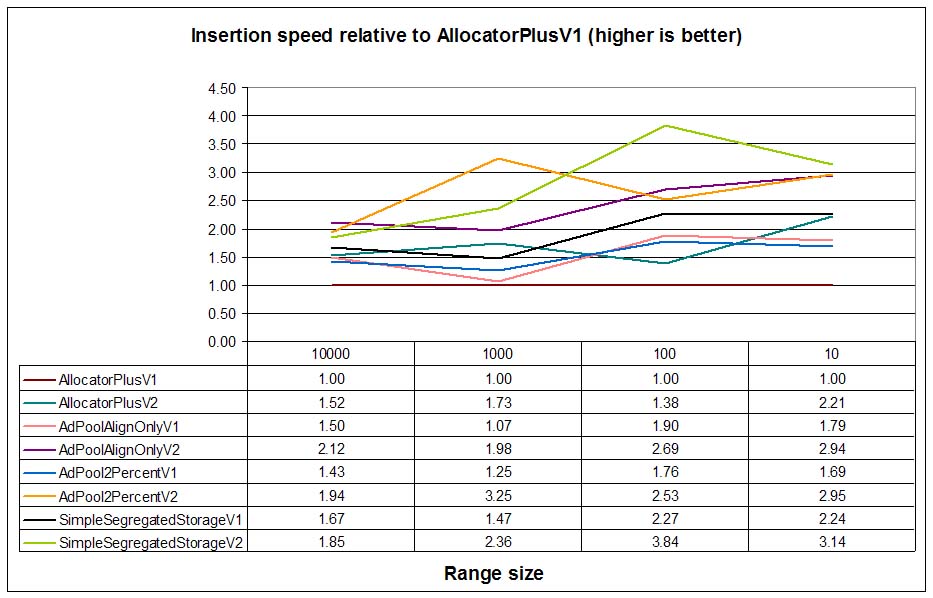 Insertion speed relative to AllocatorPlusV1 (higher is better)
4.50
4.00
3.50
3.00
2.50
2.00
1.50
1.00
0.50
0.00
10000 1000 100 10
AllocatorPlusV1 1.00 1.00 1.00 1.00
AllocatorPlusV2 1.52 1.73 1.38 2.21
AdPoolAlignOnlyV1 1.50 1.07 1.90 1.79
AdPoolAlignOnlyV2 2.12 1.98 2.69 2.94
AdPool2PercentV1 1.43 1.25 1.76 1.69
AdPool2PercentV2 1.94 3.25 2.53 2.95
SimpleSegregatedStorageV1 1.67 1.47 2.27 2.24
SimpleSegregatedStorageV2 1.85 2.36 3.84 3.14
Range size